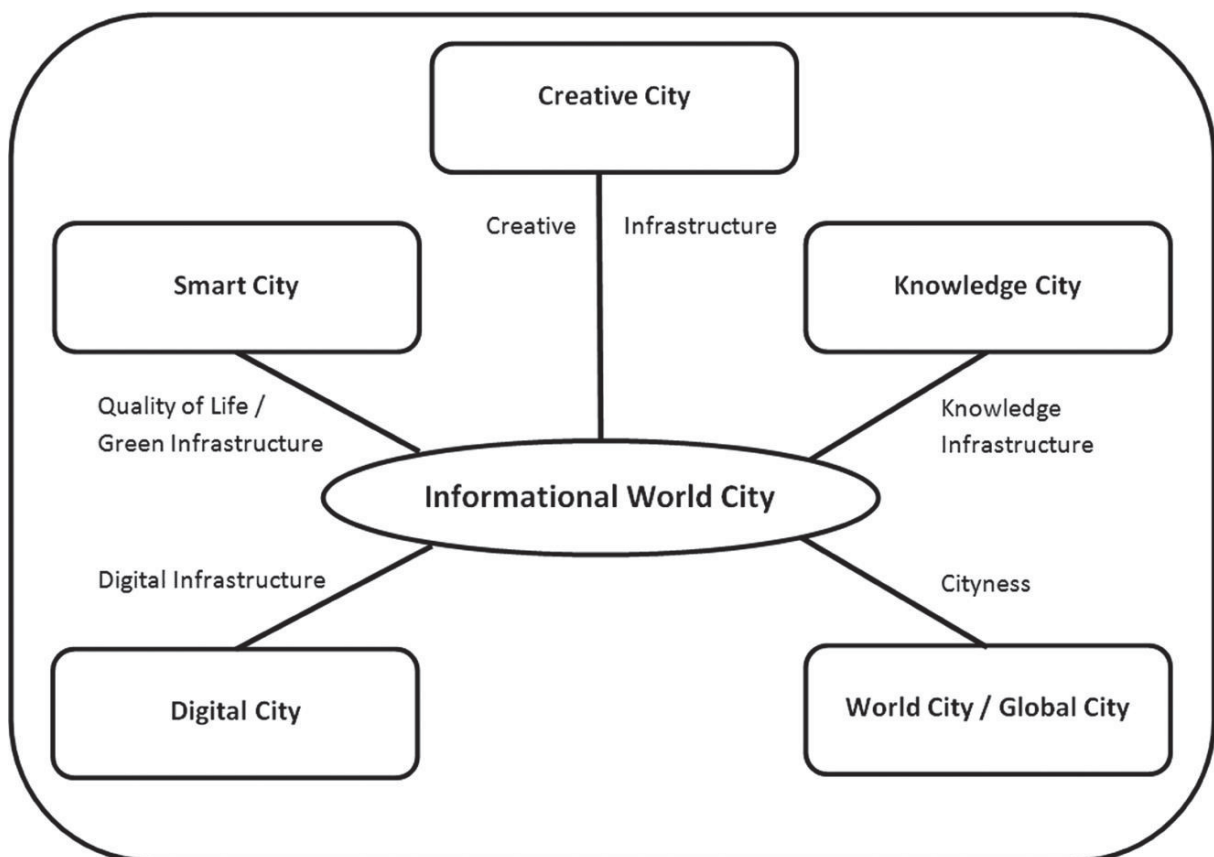 Creative City
Creative Infrastructure
Smart City
Knowledge City
Quality of Life /
Green Infrastructure
Knowledge
Infrastructure
Informational World City
Digital Infrastructure
Cityness
Digital City
World City / Global City